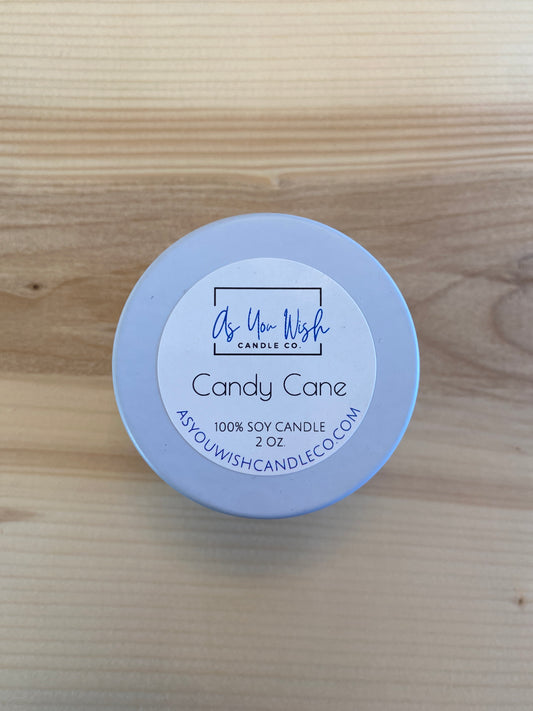 As You Wish
CANDLE CO.
Candy Cane
100% SOY CANDLE
2 OZ.
ASYOUWISHCANDLECO.COM